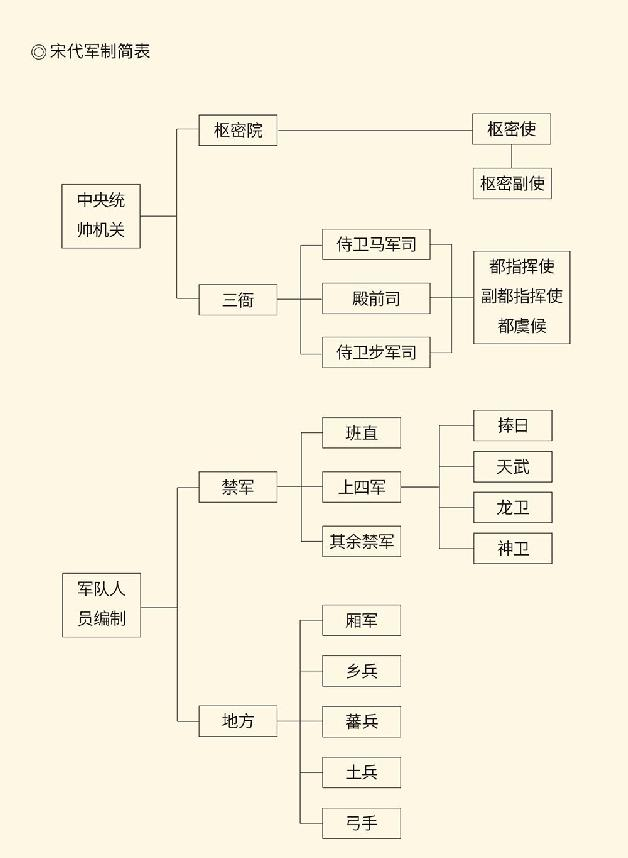 ◎ 宋代军制简表
枢密院
枢密使
枢密副使
中央统
帅机关
三衙
侍卫马军司
殿前司
侍卫步军司
都指挥使
副都指挥使
都虞候
禁军
班直
上四军
其余禁军
捧日
天武
龙卫
神卫
军队人
员编制
地方
厢军
乡兵
蕃兵
土兵
弓手